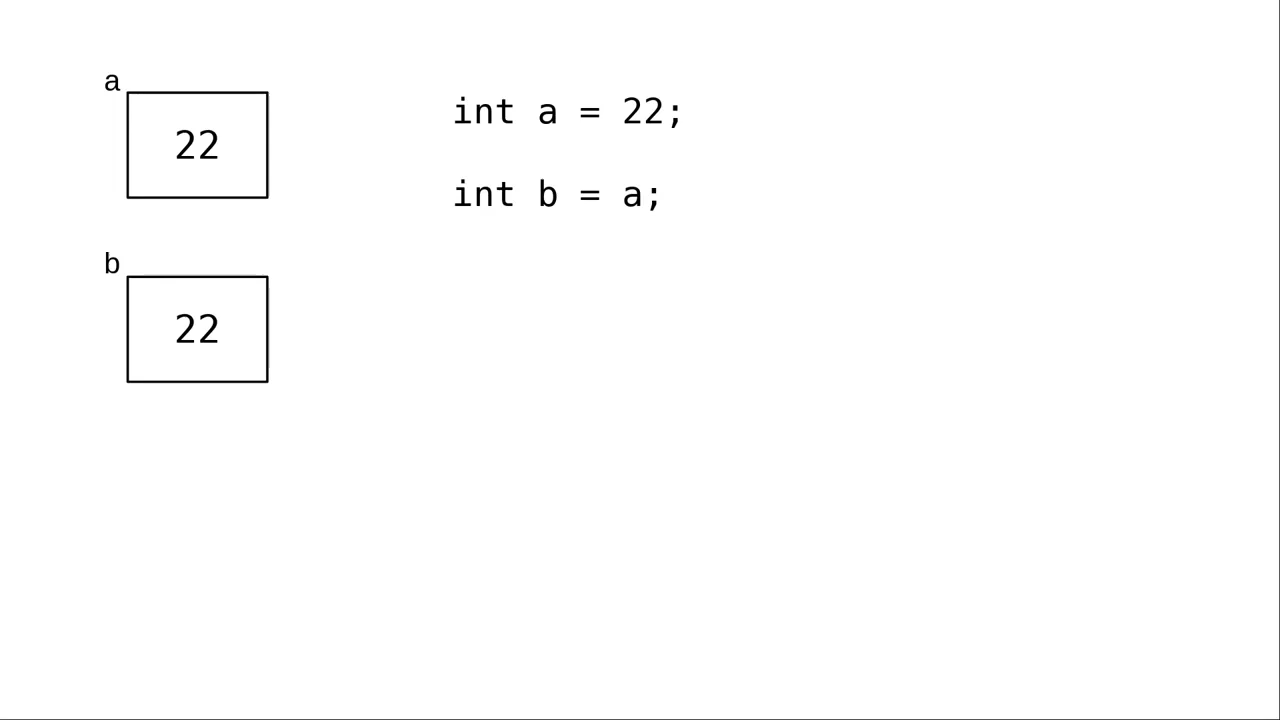 a
22
int a = 22;
int b = a;
b
22